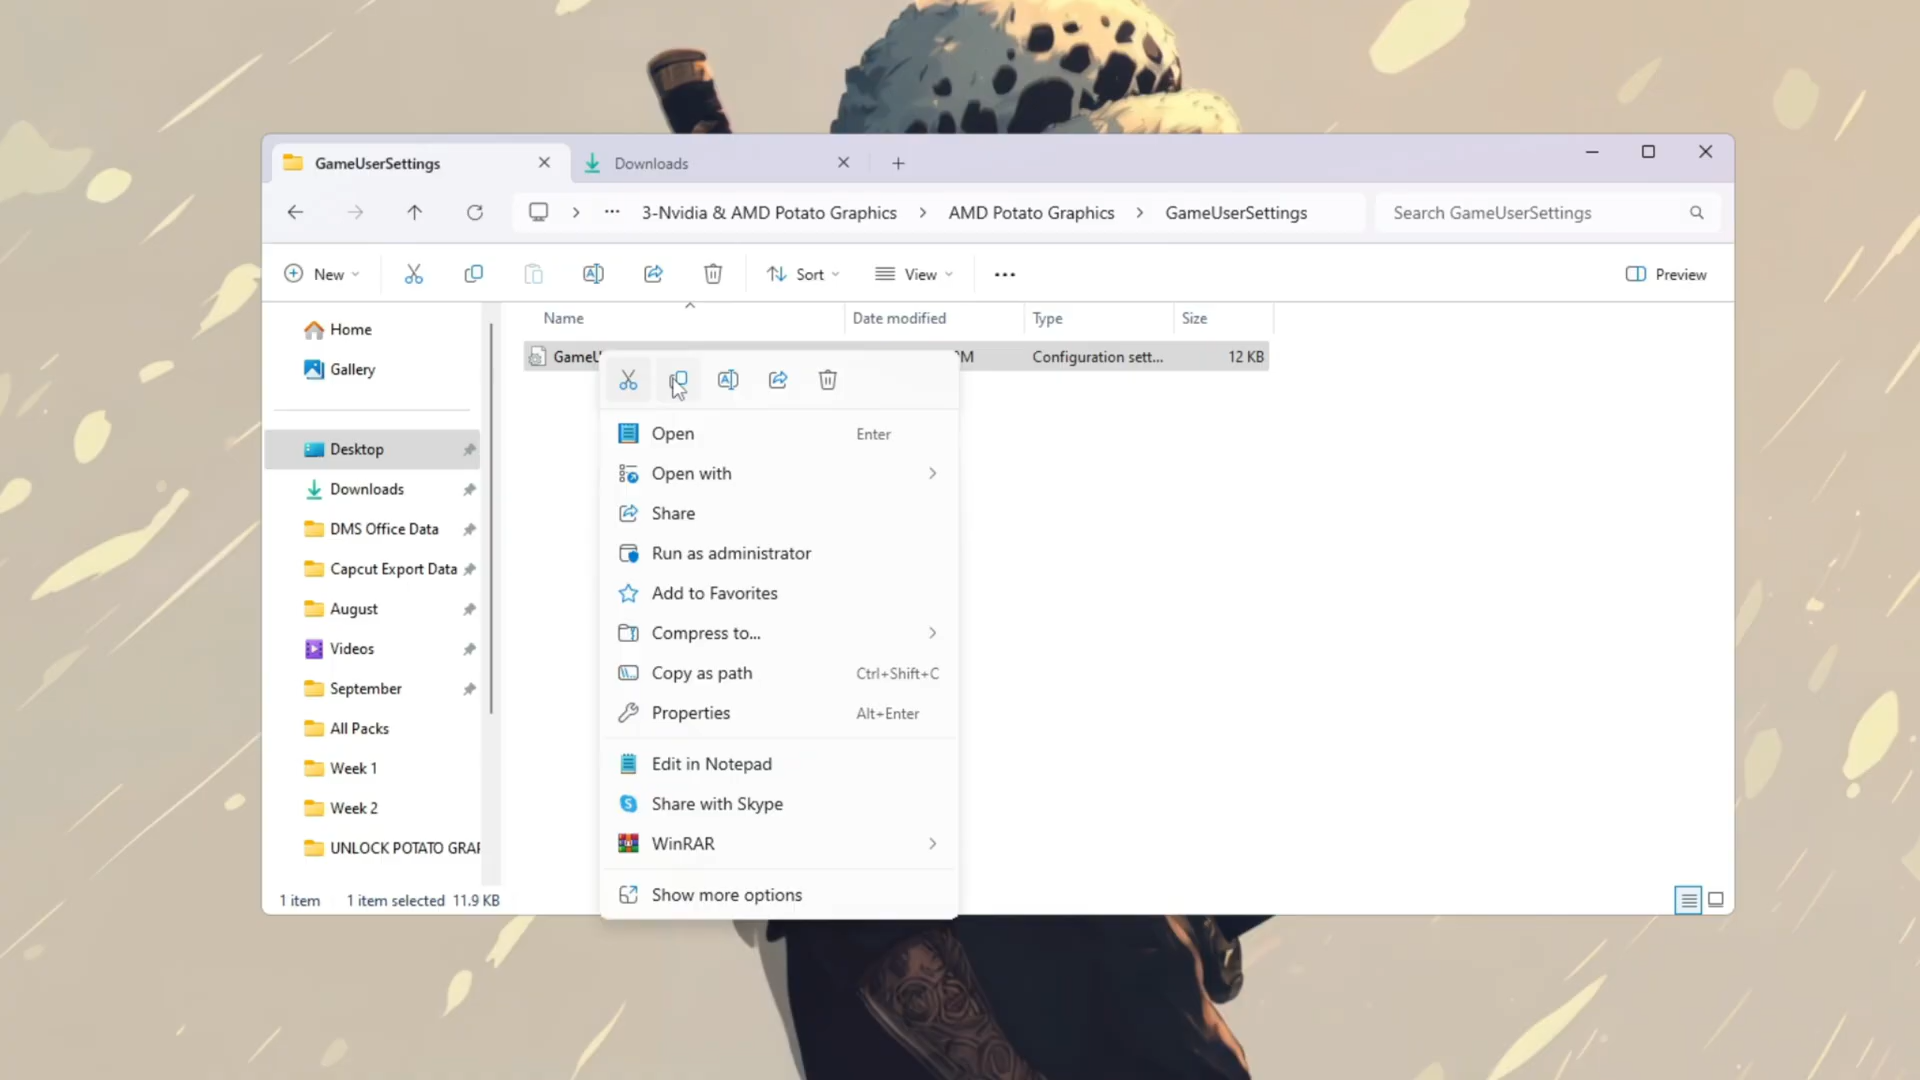 GameUserSettings
Downloads
3-Nvidia & AMD Potato Graphics
AMD Potato Graphics
GameUserSettings
Search GameUserSettings
New
Sort
View
Preview
Name
Date modified
Type
Size
GameU
M
Configuration sett...
12 KB
Home
Gallery
Desktop
Downloads
DMS Office Data
Capcut Export Data
August
Videos
September
All Packs
Week 1
Week 2
UNLOCK POTATO GRA
Open Enter
Open with
Share
Run as administrator
Add to Favorites
Compress to...
Copy as path Ctrl+Shift+C
Properties Alt+Enter
Edit in Notepad
Share with Skype
WinRAR
Show more options
1 item 1 item selected 11.9 KB